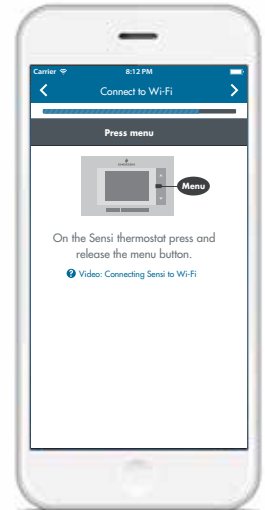 Carrier 8:12 PM
Connect to Wi-Fi
Press menu
EMERSON
Menu
On the Sensi thermostat press and
release the menu button.
Video: Connecting Sensi to Wi-Fi